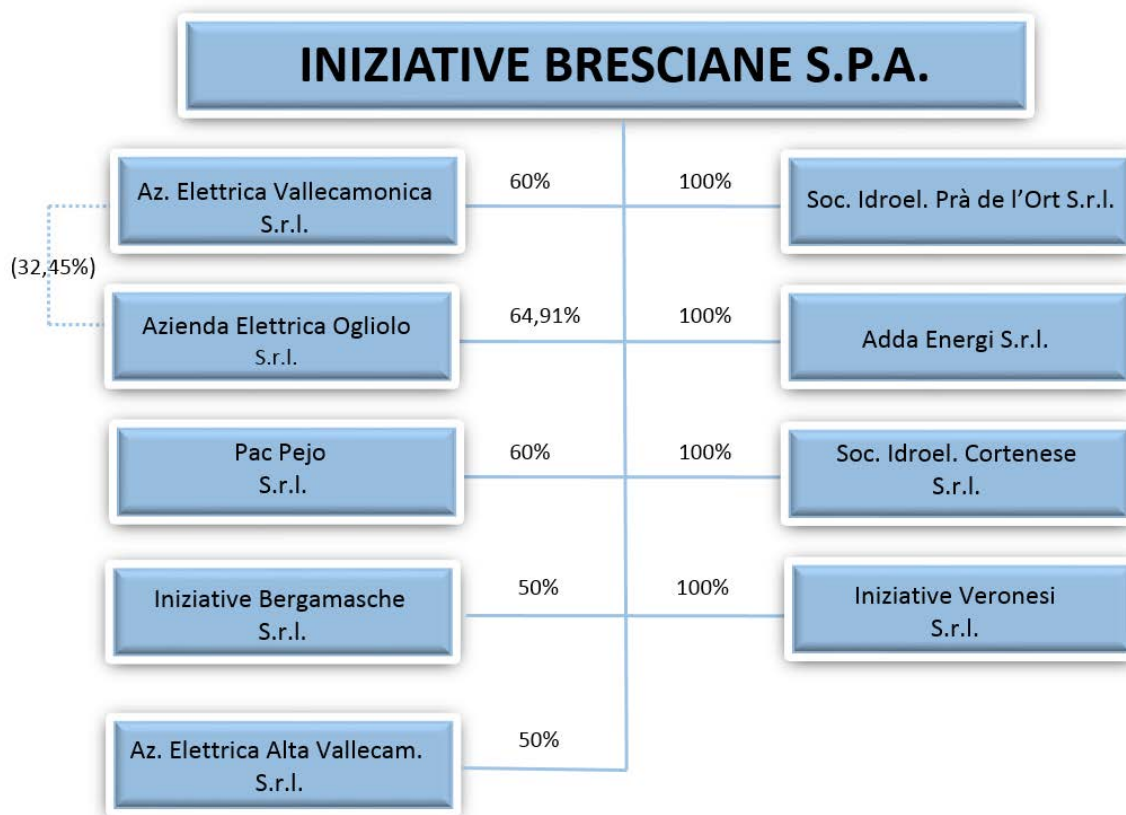 INIZIATIVE BRESCIANE S.P.A.
Az. Elettrica Vallecamonica
S.r.l.
60%
100%
Soc. Idroel. Prà de l’Ort S.r.l.
(32,45%)
Azienda Elettrica Ogliolo
S.r.l.
64,91%
100%
Adda Energi S.r.l.
Pac Pejo
S.r.l.
60%
100%
Soc. Idroel. Cortenese
S.r.l.
Iniziative Bergamasche
S.r.l.
50%
100%
Iniziative Veronesi
S.r.l.
Az. Elettrica Alta Vallecam.
S.r.l.
50%